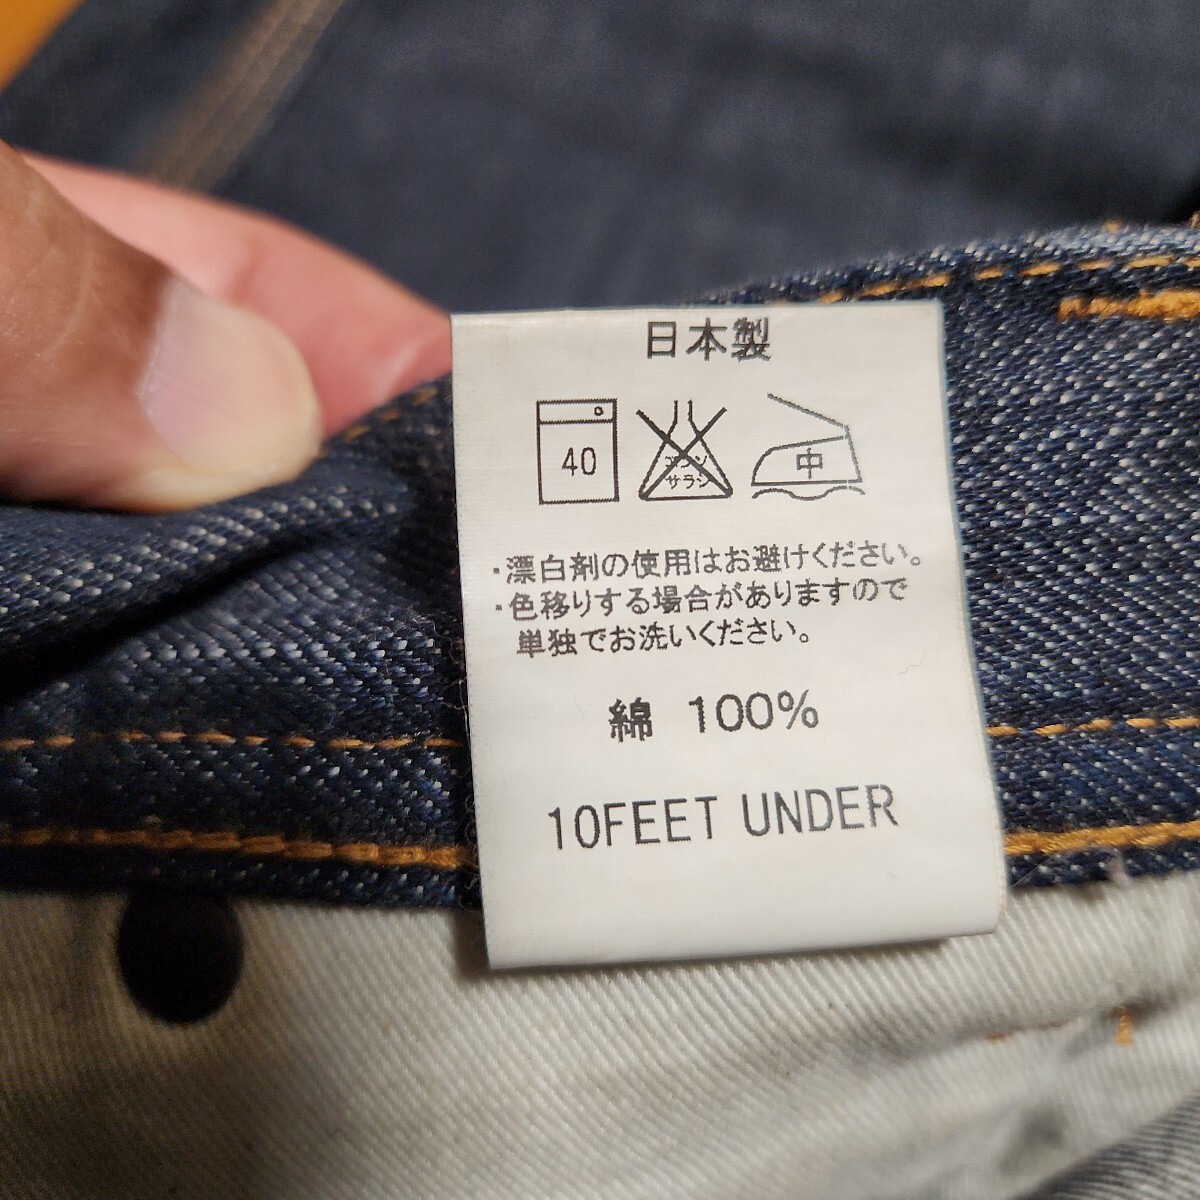 日本製
40 エンソ サラシ 中
・漂白剤の使用はお避けください。
・色移りする場合がありますので
単独でお洗いください。
綿 100%
10FEET UNDER